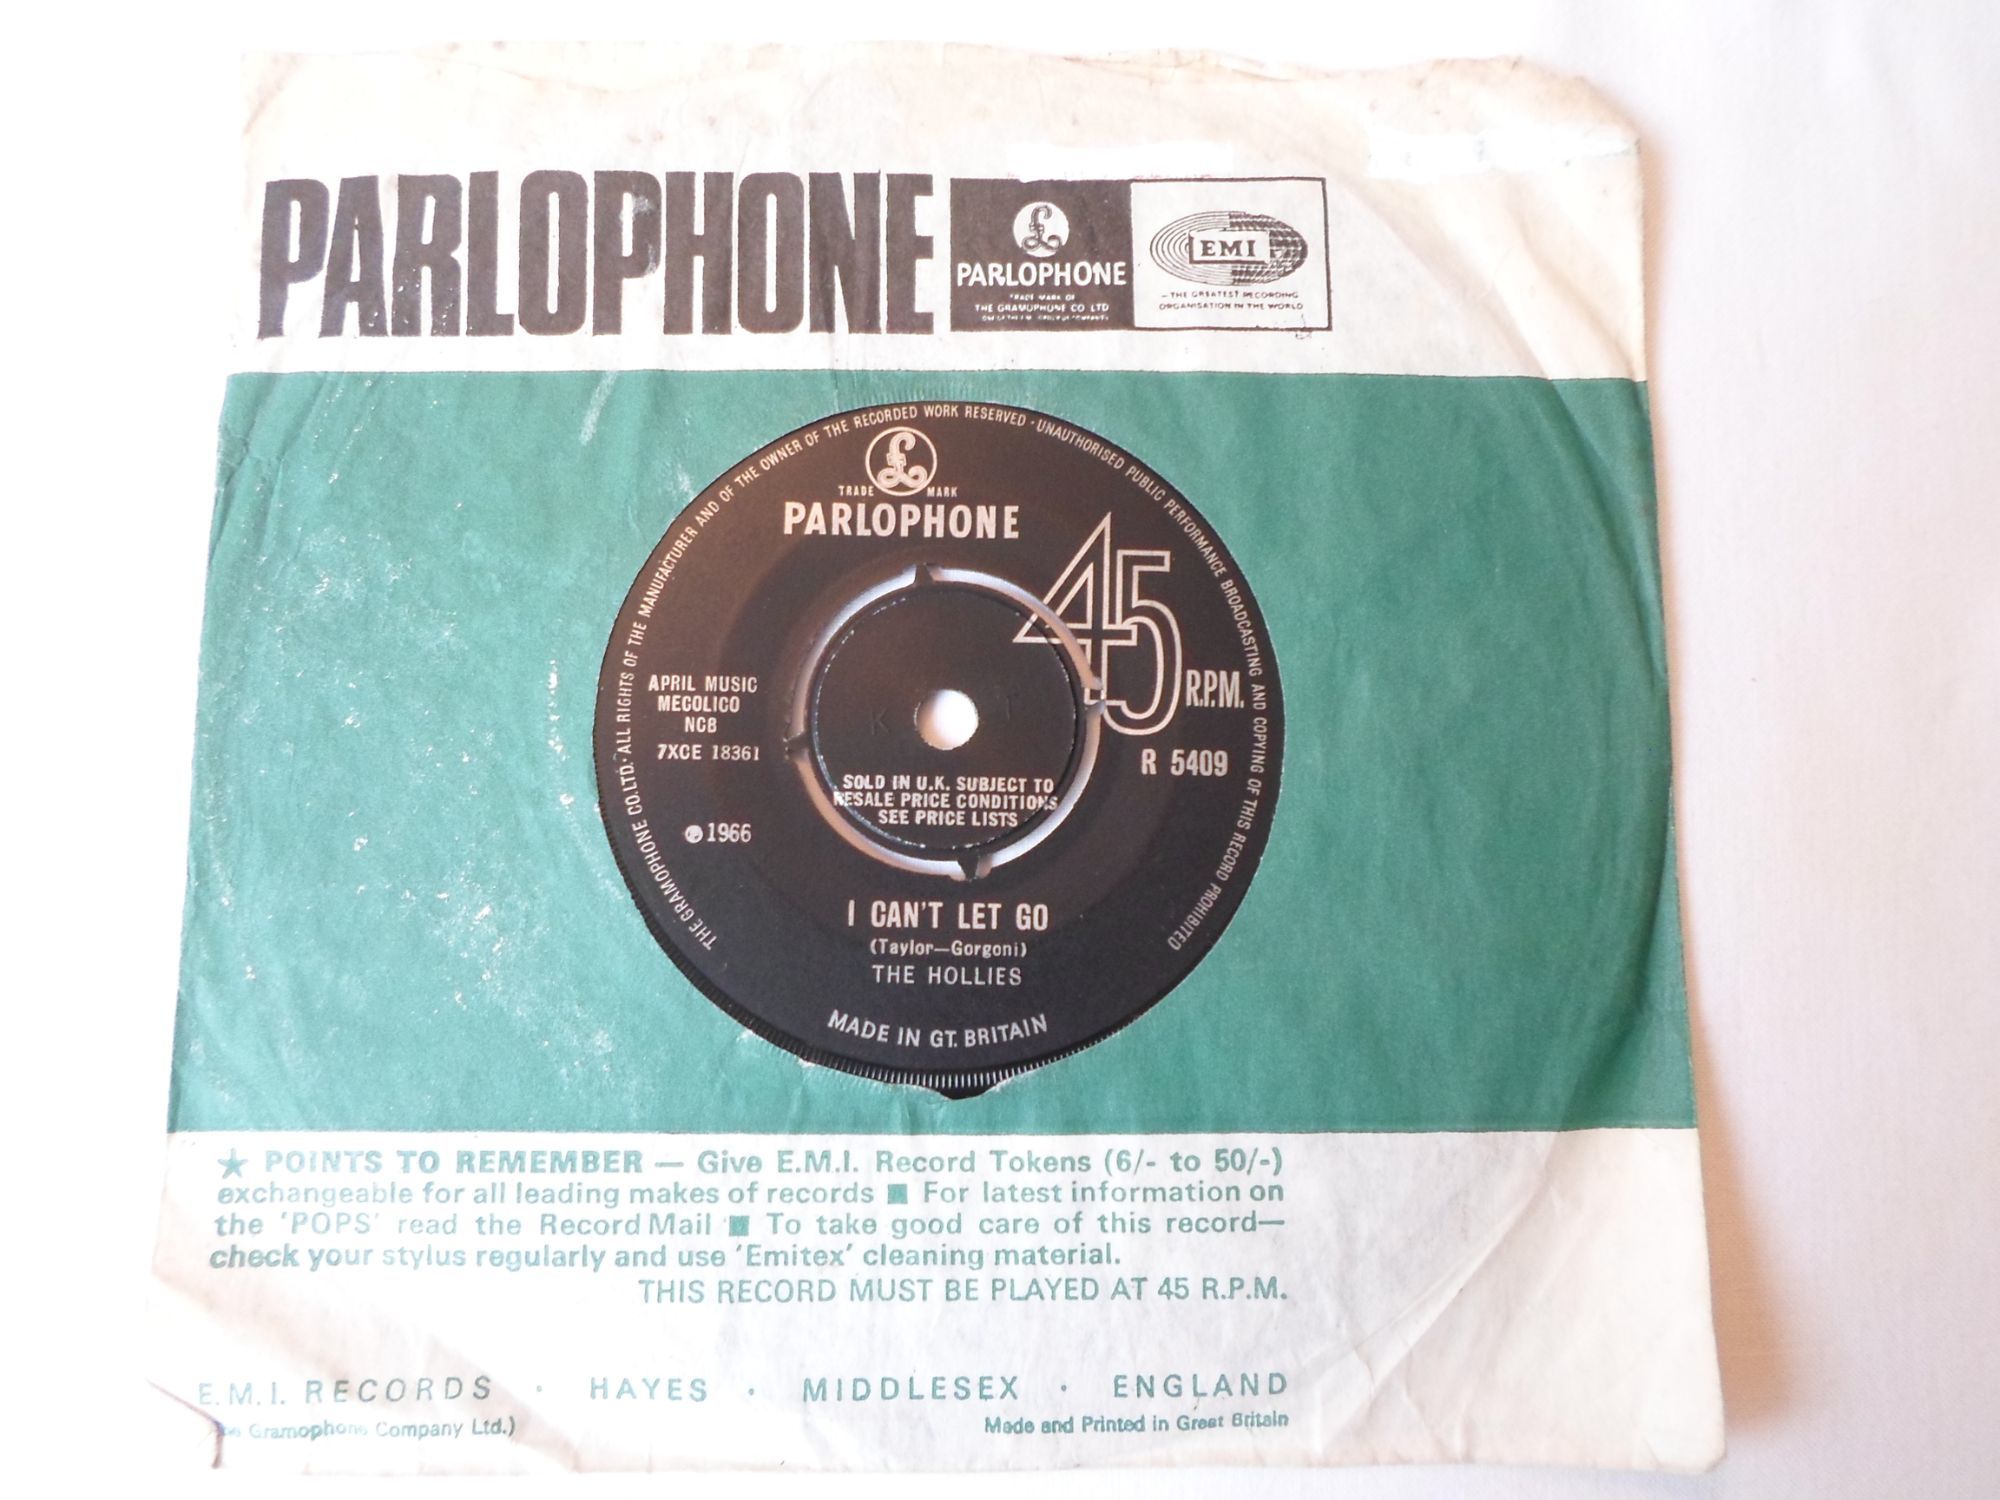 PARLOPHONE
£
PARLOPHONE
TRADE MARK OF
THE GRAMOPHONE CO LTD
EMI
THE GREATEST RECORDING
ORGANISATION IN THE WORLD
THE GRAMOPHONE CO.LTD. ALL RIGHTS OF THE MANUFACTURER AND OF THE OWNER OF THE RECORDED WORK RESERVED · UNAUTHORISED PUBLIC PERFORMANCE BROADCASTING AND COPYING OF THIS RECORD PROHIBITED
£
TRADE MARK
PARLOPHONE
45 R.P.M.
APRIL MUSIC
MECOLICO
NCB
7XCE 18361
R 5409
K T
SOLD IN U.K. SUBJECT TO
RESALE PRICE CONDITIONS
SEE PRICE LISTS
℗1966
I CAN'T LET GO
(Taylor—Gorgoni)
THE HOLLIES
MADE IN GT. BRITAIN
★ POINTS TO REMEMBER — Give E.M.I. Record Tokens (6/- to 50/-)
exchangeable for all leading makes of records ■ For latest information on
the 'POPS' read the Record Mail ■ To take good care of this record—
check your stylus regularly and use 'Emitex' cleaning material.
THIS RECORD MUST BE PLAYED AT 45 R.P.M.
E.M.I. RECORDS · HAYES · MIDDLESEX · ENGLAND
Gramophone Company Ltd.)
Made and Printed in Great Britain